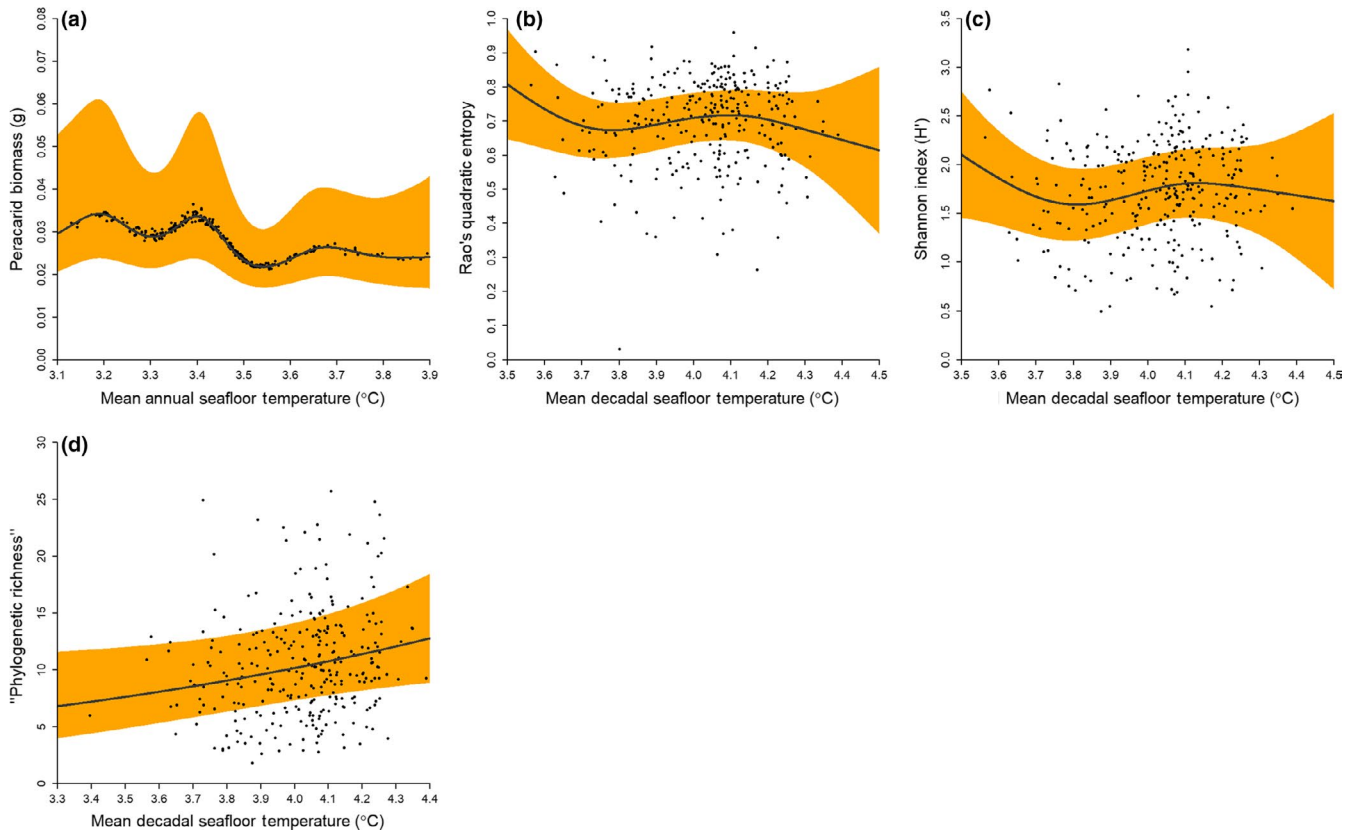 (a)
Peracarid biomass (g)
0.00 0.01 0.02 0.03 0.04 0.05 0.06 0.07 0.08
3.1 3.2 3.3 3.4 3.5 3.6 3.7 3.8 3.9
Mean annual seafloor temperature (°C)
(b)
Rao's quadratic entropy
0.0 0.1 0.2 0.3 0.4 0.5 0.6 0.7 0.8 0.9 1.0
3.5 3.6 3.7 3.8 3.9 4.0 4.1 4.2 4.3 4.4 4.5
Mean decadal seafloor temperature (°C)
(c)
Shannon index (H')
0.0 0.5 1.0 1.5 2.0 2.5 3.0 3.5
3.5 3.6 3.7 3.8 3.9 4.0 4.1 4.2 4.3 4.4 4.5
Mean decadal seafloor temperature (°C)
(d)
"Phylogenetic richness"
0 5 10 15 20 25 30
3.3 3.4 3.5 3.6 3.7 3.8 3.9 4.0 4.1 4.2 4.3 4.4
Mean decadal seafloor temperature (°C)